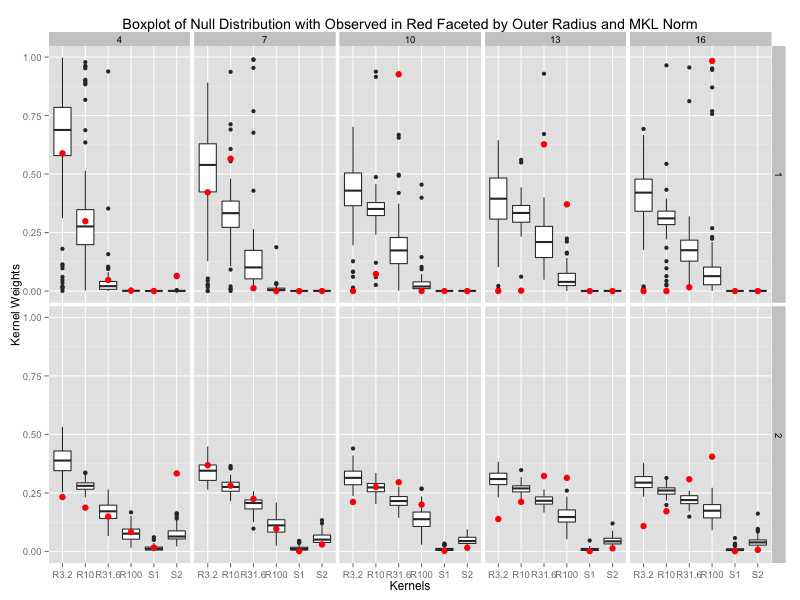 Boxplot of Null Distribution with Observed in Red Faceted by Outer Radius and MKL Norm
4 7 10 13 16
1.00
0.75
0.50
0.25
0.00
1
Kernel Weights
1.00
0.75
0.50
0.25
0.00
2
R3.2 R10 R31.6 R100 S1 S2 R3.2 R10 R31.6 R100 S1 S2 R3.2 R10 R31.6 R100 S1 S2 R3.2 R10 R31.6 R100 S1 S2 R3.2 R10 R31.6 R100 S1 S2
Kernels